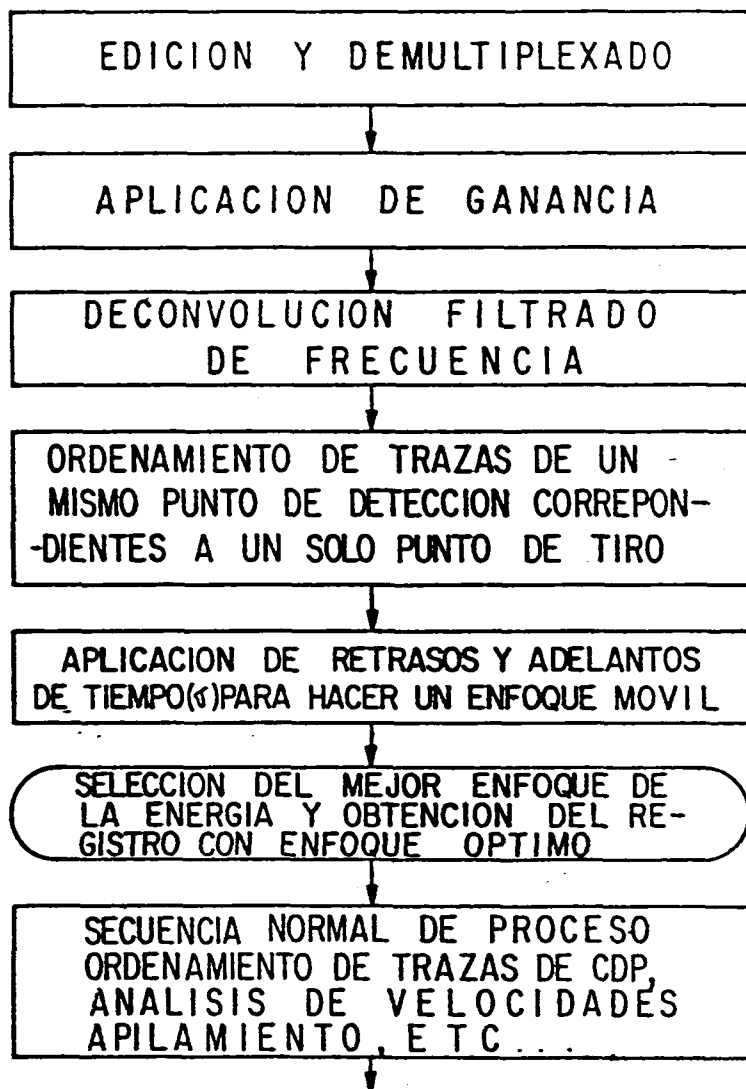 EDICION Y DEMULTIPLEXADO
APLICACION DE GANANCIA
DECONVOLUCION FILTRADO
DE FRECUENCIA
ORDENAMIENTO DE TRAZAS DE UN
MISMO PUNTO DE DETECCION CORREPON-
-DIENTES A UN SOLO PUNTO DE TIRO
APLICACION DE RETRASOS Y ADELANTOS
DE TIEMPO(σ)PARA HACER UN ENFOQUE MOVIL
SELECCION DEL MEJOR ENFOQUE DE
LA ENERGIA Y OBTENCION DEL RE-
GISTRO CON ENFOQUE OPTIMO
SECUENCIA NORMAL DE PROCESO
ORDENAMIENTO DE TRAZAS DE CDP,
ANALISIS DE VELOCIDADES
APILAMIENTO, ETC...